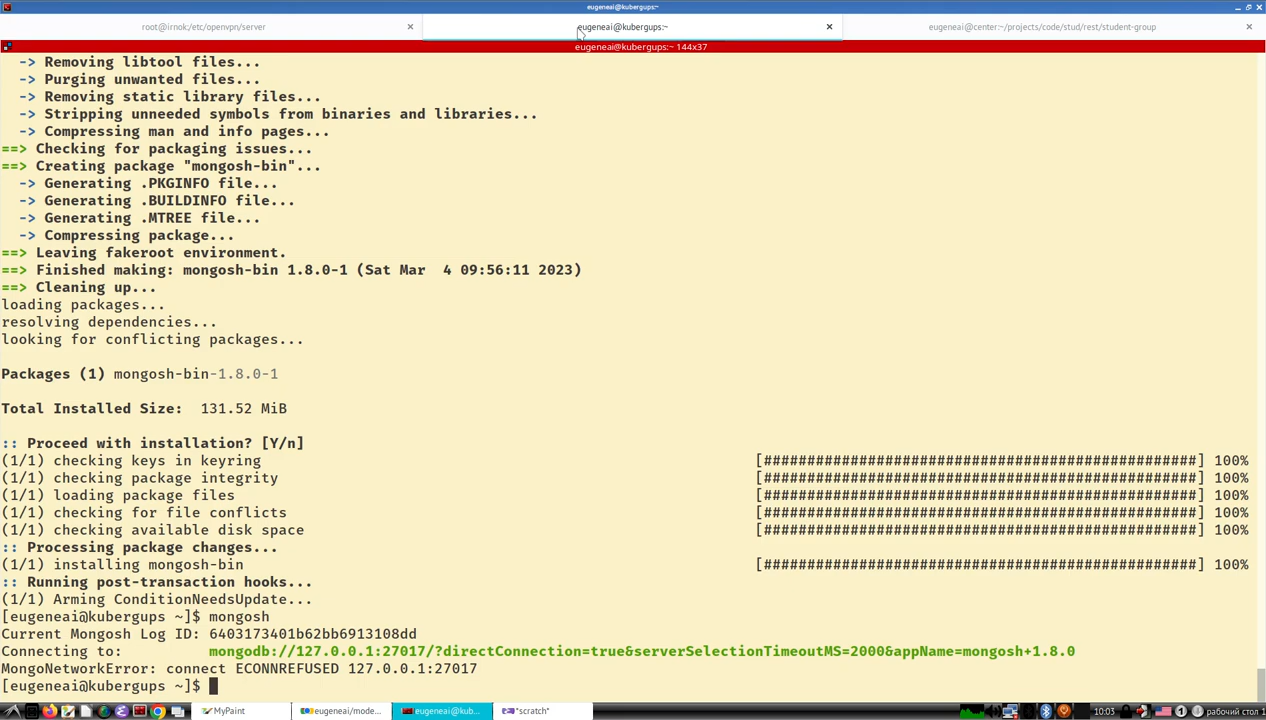 eugeneai@kubergups:~
root@irnok:/etc/openvpn/server
eugeneai@kubergups:~
eugeneai@center:~/projects/code/stud/rest/student-group
eugeneai@kubergups:~ 144x37
-> Removing libtool files...
-> Purging unwanted files...
-> Removing static library files...
-> Stripping unneeded symbols from binaries and libraries...
-> Compressing man and info pages...
==> Checking for packaging issues...
==> Creating package "mongosh-bin"...
-> Generating .PKGINFO file...
-> Generating .BUILDINFO file...
-> Generating .MTREE file...
-> Compressing package...
==> Leaving fakeroot environment.
==> Finished making: mongosh-bin 1.8.0-1 (Sat Mar  4 09:56:11 2023)
==> Cleaning up...
loading packages...
resolving dependencies...
looking for conflicting packages...
Packages (1) mongosh-bin-1.8.0-1
Total Installed Size:  131.52 MiB
:: Proceed with installation? [Y/n]
(1/1) checking keys in keyring [##################################################] 100%
(1/1) checking package integrity [##################################################] 100%
(1/1) loading package files [##################################################] 100%
(1/1) checking for file conflicts [##################################################] 100%
(1/1) checking available disk space [##################################################] 100%
:: Processing package changes...
(1/1) installing mongosh-bin [##################################################] 100%
:: Running post-transaction hooks...
(1/1) Arming ConditionNeedsUpdate...
[eugeneai@kubergups ~]$ mongosh
Current Mongosh Log ID: 6403173401b62bb6913108dd
Connecting to: mongodb://127.0.0.1:27017/?directConnection=true&serverSelectionTimeoutMS=2000&appName=mongosh+1.8.0
MongoNetworkError: connect ECONNREFUSED 127.0.0.1:27017
[eugeneai@kubergups ~]$
MyPaint eugeneai/mode... eugeneai@kub... *scratch* 10:03 рабочий стол 1